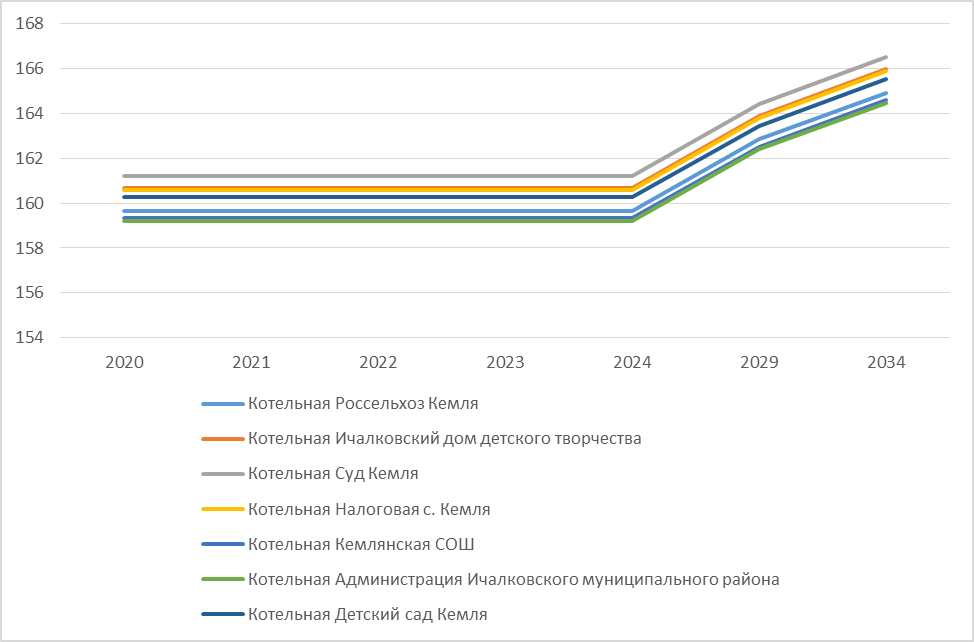 168
166
164
162
160
158
156
154
2020 2021 2022 2023 2024 2029 2034
Котельная Россельхоз Кемля
Котельная Ичалковский дом детского творчества
Котельная Суд Кемля
Котельная Налоговая с. Кемля
Котельная Кемлянская СОШ
Котельная Администрация Ичалковского муниципального района
Котельная Детский сад Кемля